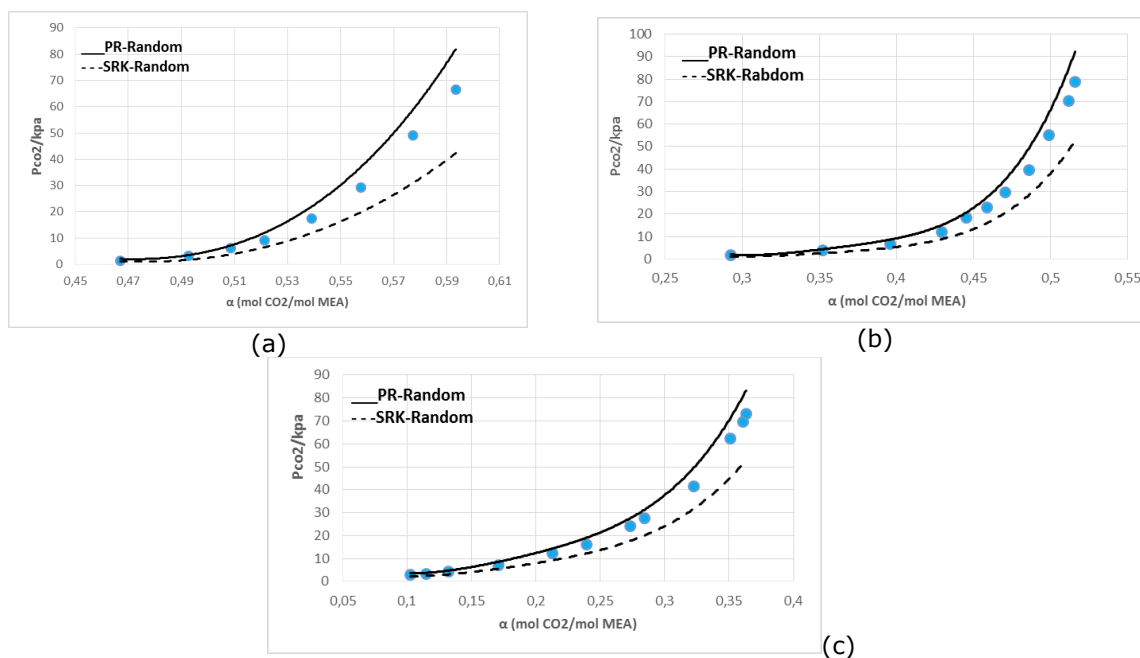 90
80
70
60
50
40
30
20
10
0
PR-Random
SRK-Random
Pco2/kpa
0,45 0,47 0,49 0,51 0,53 0,55 0,57 0,59 0,61
α (mol CO2/mol MEA)
(a)
100
90
80
70
60
50
40
30
20
10
0
PR-Random
SRK-Rabdom
Pco2/kpa
0,25 0,3 0,35 0,4 0,45 0,5 0,55
α (mol CO2/mol MEA)
(b)
90
80
70
60
50
40
30
20
10
0
PR-Random
SRK-Random
Pco2/kpa
0,05 0,1 0,15 0,2 0,25 0,3 0,35 0,4
α (mol CO2/mol MEA)
(c)